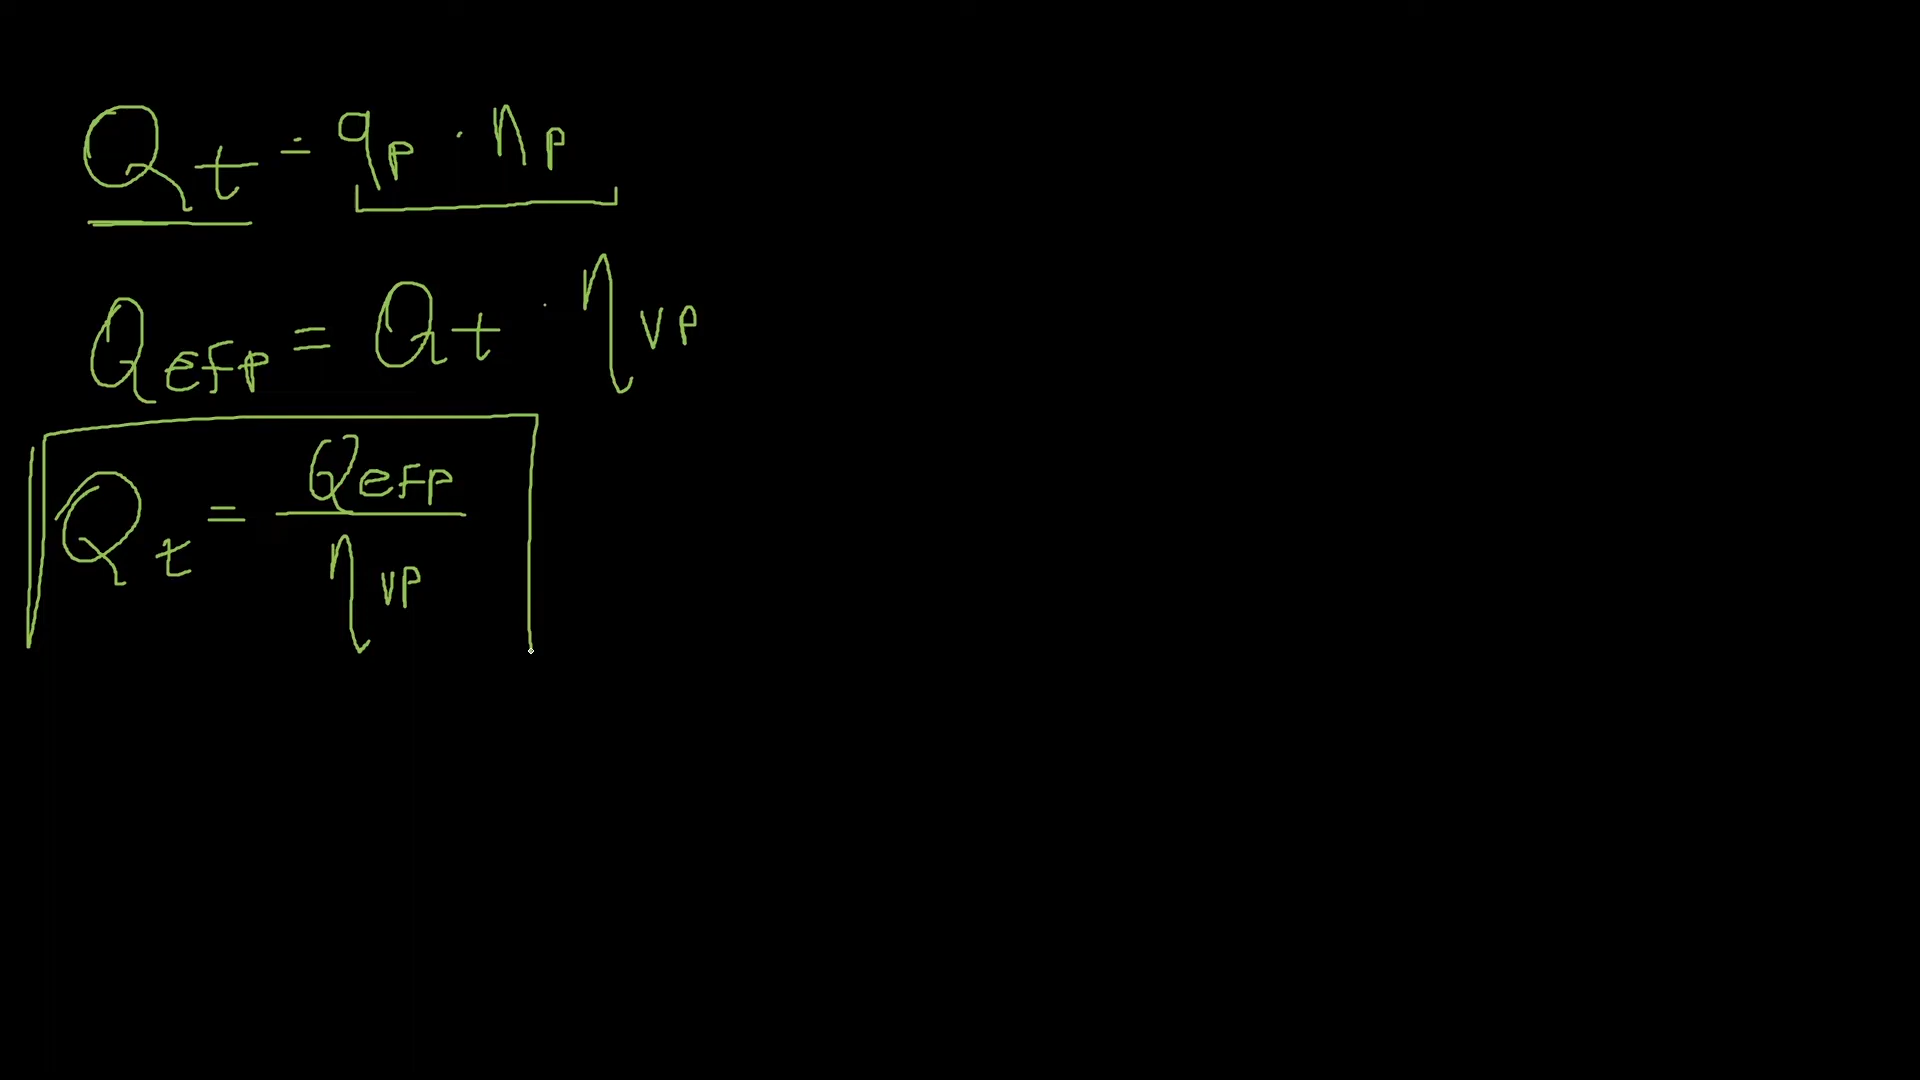 Qt = qp · np
Qefp = Qt · ηvp
Qt = Qefp / ηvp